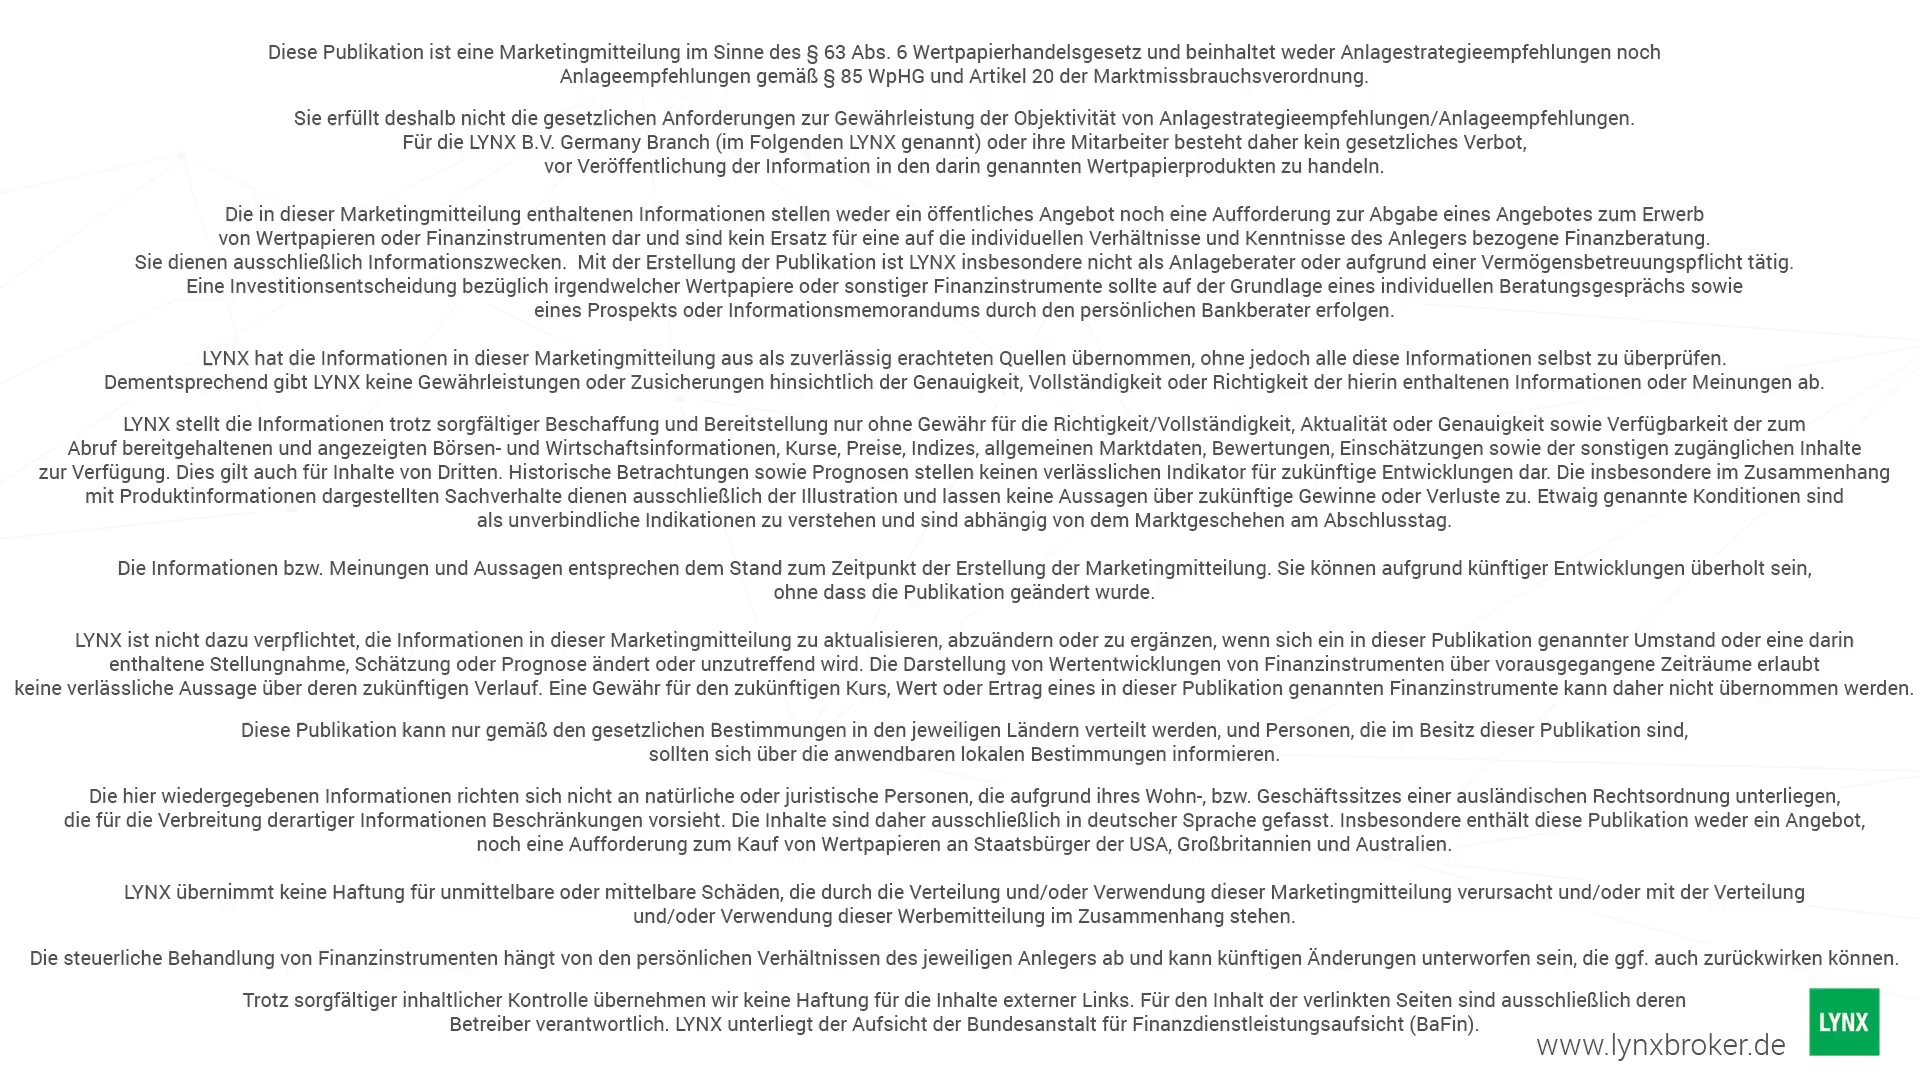 Diese Publikation ist eine Marketingmitteilung im Sinne des § 63 Abs. 6 Wertpapierhandelsgesetz und beinhaltet weder Anlagestrategieempfehlungen noch
Anlageempfehlungen gemäß § 85 WpHG und Artikel 20 der Marktmissbrauchsverordnung.
Sie erfüllt deshalb nicht die gesetzlichen Anforderungen zur Gewährleistung der Objektivität von Anlagestrategieempfehlungen/Anlageempfehlungen.
Für die LYNX B.V. Germany Branch (im Folgenden LYNX genannt) oder ihre Mitarbeiter besteht daher kein gesetzliches Verbot,
vor Veröffentlichung der Information in den darin genannten Wertpapierprodukten zu handeln.
Die in dieser Marketingmitteilung enthaltenen Informationen stellen weder ein öffentliches Angebot noch eine Aufforderung zur Abgabe eines Angebotes zum Erwerb
von Wertpapieren oder Finanzinstrumenten dar und sind kein Ersatz für eine auf die individuellen Verhältnisse und Kenntnisse des Anlegers bezogene Finanzberatung.
Sie dienen ausschließlich Informationszwecken.  Mit der Erstellung der Publikation ist LYNX insbesondere nicht als Anlageberater oder aufgrund einer Vermögensbetreuungspflicht tätig.
Eine Investitionsentscheidung bezüglich irgendwelcher Wertpapiere oder sonstiger Finanzinstrumente sollte auf der Grundlage eines individuellen Beratungsgesprächs sowie
eines Prospekts oder Informationsmemorandums durch den persönlichen Bankberater erfolgen.
LYNX hat die Informationen in dieser Marketingmitteilung aus als zuverlässig erachteten Quellen übernommen, ohne jedoch alle diese Informationen selbst zu überprüfen.
Dementsprechend gibt LYNX keine Gewährleistungen oder Zusicherungen hinsichtlich der Genauigkeit, Vollständigkeit oder Richtigkeit der hierin enthaltenen Informationen oder Meinungen ab.
LYNX stellt die Informationen trotz sorgfältiger Beschaffung und Bereitstellung nur ohne Gewähr für die Richtigkeit/Vollständigkeit, Aktualität oder Genauigkeit sowie Verfügbarkeit der zum
Abruf bereitgehaltenen und angezeigten Börsen- und Wirtschaftsinformationen, Kurse, Preise, Indizes, allgemeinen Marktdaten, Bewertungen, Einschätzungen sowie der sonstigen zugänglichen Inhalte
zur Verfügung. Dies gilt auch für Inhalte von Dritten. Historische Betrachtungen sowie Prognosen stellen keinen verlässlichen Indikator für zukünftige Entwicklungen dar. Die insbesondere im Zusammenhang
mit Produktinformationen dargestellten Sachverhalte dienen ausschließlich der Illustration und lassen keine Aussagen über zukünftige Gewinne oder Verluste zu. Etwaig genannte Konditionen sind
als unverbindliche Indikationen zu verstehen und sind abhängig von dem Marktgeschehen am Abschlusstag.
Die Informationen bzw. Meinungen und Aussagen entsprechen dem Stand zum Zeitpunkt der Erstellung der Marketingmitteilung. Sie können aufgrund künftiger Entwicklungen überholt sein,
ohne dass die Publikation geändert wurde.
LYNX ist nicht dazu verpflichtet, die Informationen in dieser Marketingmitteilung zu aktualisieren, abzuändern oder zu ergänzen, wenn sich ein in dieser Publikation genannter Umstand oder eine darin
enthaltene Stellungnahme, Schätzung oder Prognose ändert oder unzutreffend wird. Die Darstellung von Wertentwicklungen von Finanzinstrumenten über vorausgegangene Zeiträume erlaubt
keine verlässliche Aussage über deren zukünftigen Verlauf. Eine Gewähr für den zukünftigen Kurs, Wert oder Ertrag eines in dieser Publikation genannten Finanzinstrumente kann daher nicht übernommen werden.
Diese Publikation kann nur gemäß den gesetzlichen Bestimmungen in den jeweiligen Ländern verteilt werden, und Personen, die im Besitz dieser Publikation sind,
sollten sich über die anwendbaren lokalen Bestimmungen informieren.
Die hier wiedergegebenen Informationen richten sich nicht an natürliche oder juristische Personen, die aufgrund ihres Wohn-, bzw. Geschäftssitzes einer ausländischen Rechtsordnung unterliegen,
die für die Verbreitung derartiger Informationen Beschränkungen vorsieht. Die Inhalte sind daher ausschließlich in deutscher Sprache gefasst. Insbesondere enthält diese Publikation weder ein Angebot,
noch eine Aufforderung zum Kauf von Wertpapieren an Staatsbürger der USA, Großbritannien und Australien.
LYNX übernimmt keine Haftung für unmittelbare oder mittelbare Schäden, die durch die Verteilung und/oder Verwendung dieser Marketingmitteilung verursacht und/oder mit der Verteilung
und/oder Verwendung dieser Werbemitteilung im Zusammenhang stehen.
Die steuerliche Behandlung von Finanzinstrumenten hängt von den persönlichen Verhältnissen des jeweiligen Anlegers ab und kann künftigen Änderungen unterworfen sein, die ggf. auch zurückwirken können.
Trotz sorgfältiger inhaltlicher Kontrolle übernehmen wir keine Haftung für die Inhalte externer Links. Für den Inhalt der verlinkten Seiten sind ausschließlich deren
Betreiber verantwortlich. LYNX unterliegt der Aufsicht der Bundesanstalt für Finanzdienstleistungsaufsicht (BaFin).
www.lynxbroker.de
LYNX